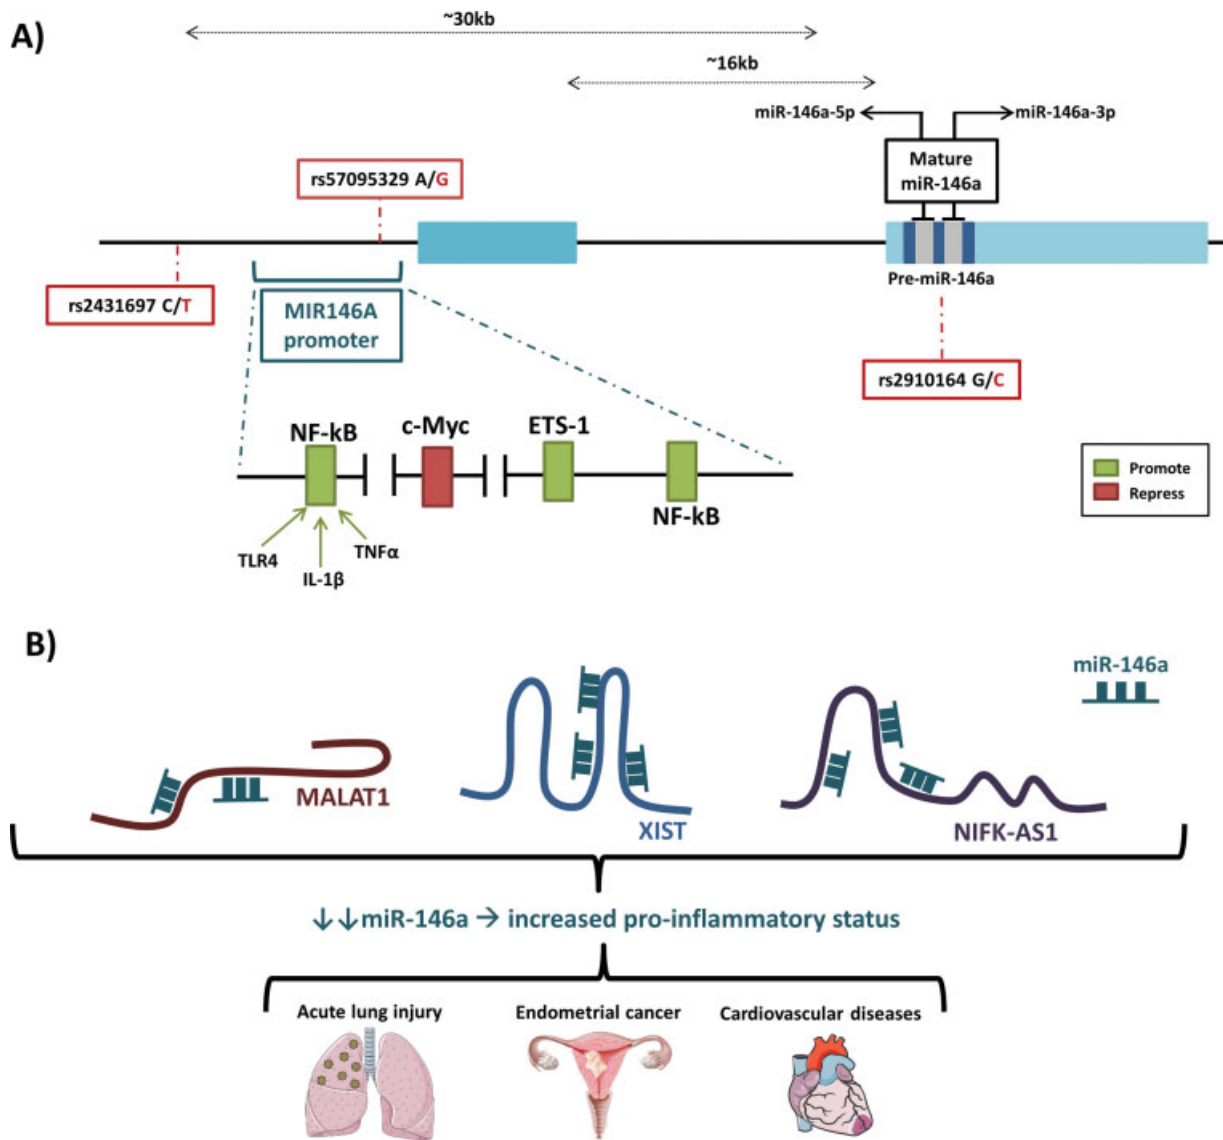 A)
~30kb
~16kb
miR-146a-5p
miR-146a-3p
Mature
miR-146a
rs57095329 A/G
rs2431697 C/T
MIR146A
promoter
Pre-miR-146a
rs2910164 G/C
NF-kB
c-Myc
ETS-1
NF-kB
TLR4
IL-1β
TNFα
Promote
Repress
B)
miR-146a
MALAT1
XIST
NIFK-AS1
↓↓miR-146a → increased pro-inflammatory status
Acute lung injury
Endometrial cancer
Cardiovascular diseases